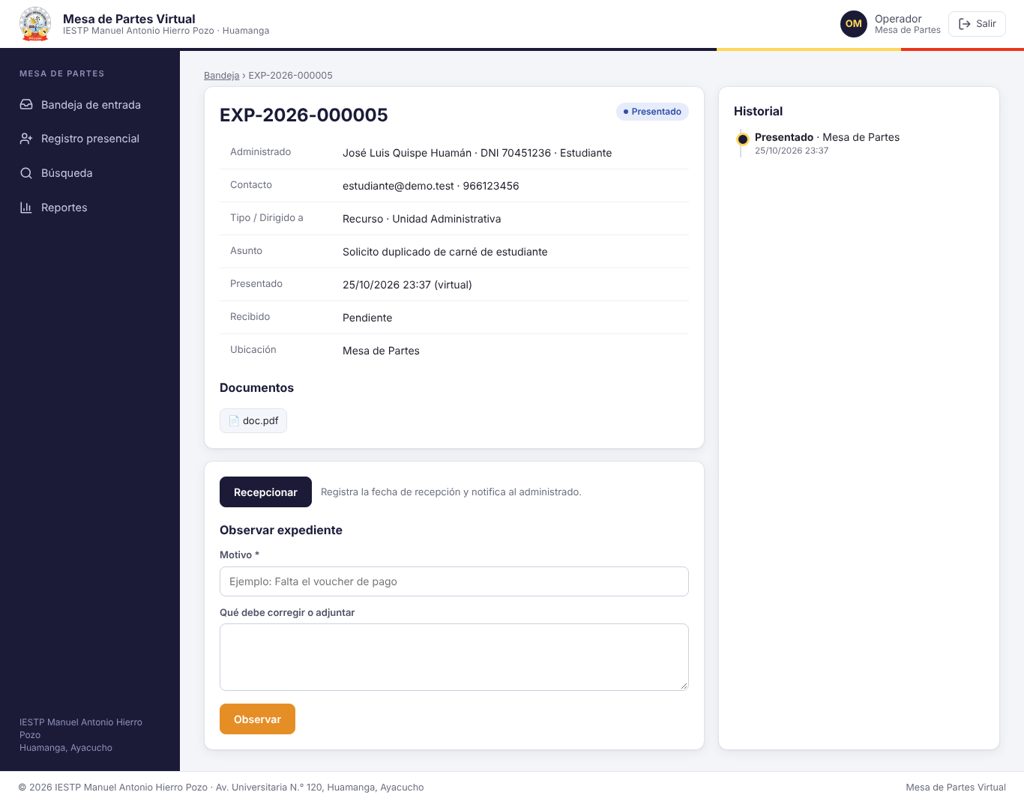 Mesa de Partes Virtual
IESTP Manuel Antonio Hierro Pozo · Huamanga
OM
Operador
Mesa de Partes
Salir
MESA DE PARTES
Bandeja de entrada
Registro presencial
Búsqueda
Reportes
IESTP Manuel Antonio Hierro
Pozo
Huamanga, Ayacucho
Bandeja › EXP-2026-000005
EXP-2026-000005
Presentado
Administrado José Luis Quispe Huamán · DNI 70451236 · Estudiante
Contacto estudiante@demo.test · 966123456
Tipo / Dirigido a Recurso · Unidad Administrativa
Asunto Solicito duplicado de carné de estudiante
Presentado 25/10/2026 23:37 (virtual)
Recibido Pendiente
Ubicación Mesa de Partes
Documentos
doc.pdf
Recepcionar Registra la fecha de recepción y notifica al administrado.
Observar expediente
Motivo *
Ejemplo: Falta el voucher de pago
Qué debe corregir o adjuntar
Observar
Historial
Presentado · Mesa de Partes
25/10/2026 23:37
© 2026 IESTP Manuel Antonio Hierro Pozo · Av. Universitaria N.° 120, Huamanga, Ayacucho
Mesa de Partes Virtual